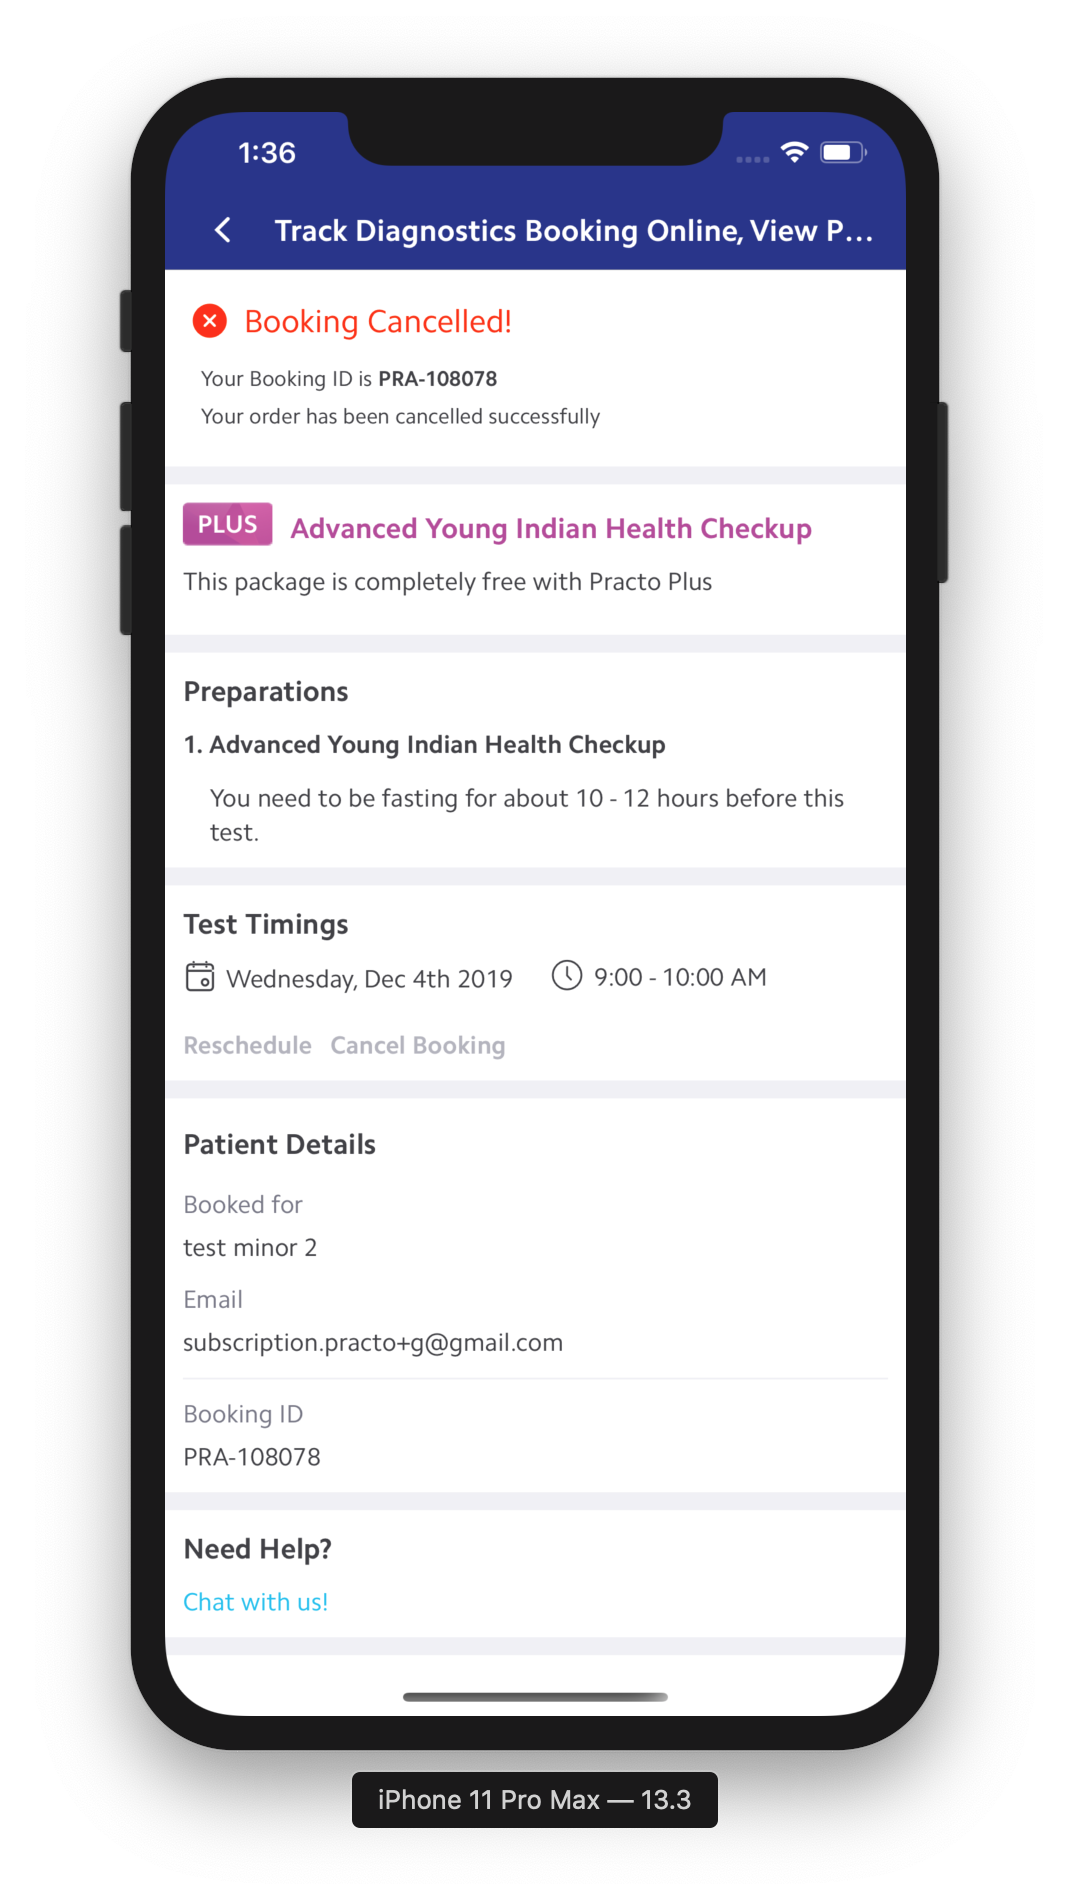 1:36
Track Diagnostics Booking Online, View P...
Booking Cancelled!
Your Booking ID is PRA-108078
Your order has been cancelled successfully
PLUS Advanced Young Indian Health Checkup
This package is completely free with Practo Plus
Preparations
1. Advanced Young Indian Health Checkup
You need to be fasting for about 10 - 12 hours before this
test.
Test Timings
Wednesday, Dec 4th 2019 9:00 - 10:00 AM
Reschedule Cancel Booking
Patient Details
Booked for
test minor 2
Email
subscription.practo+g@gmail.com
Booking ID
PRA-108078
Need Help?
Chat with us!
iPhone 11 Pro Max — 13.3